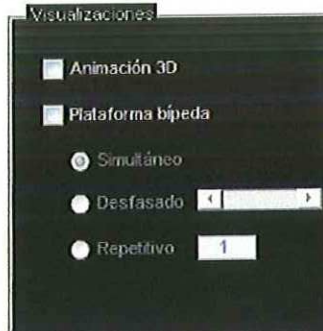 Visualizaciones
Animación 3D
Plataforma bípeda
Simultáneo
Desfasado
Repetitivo 1